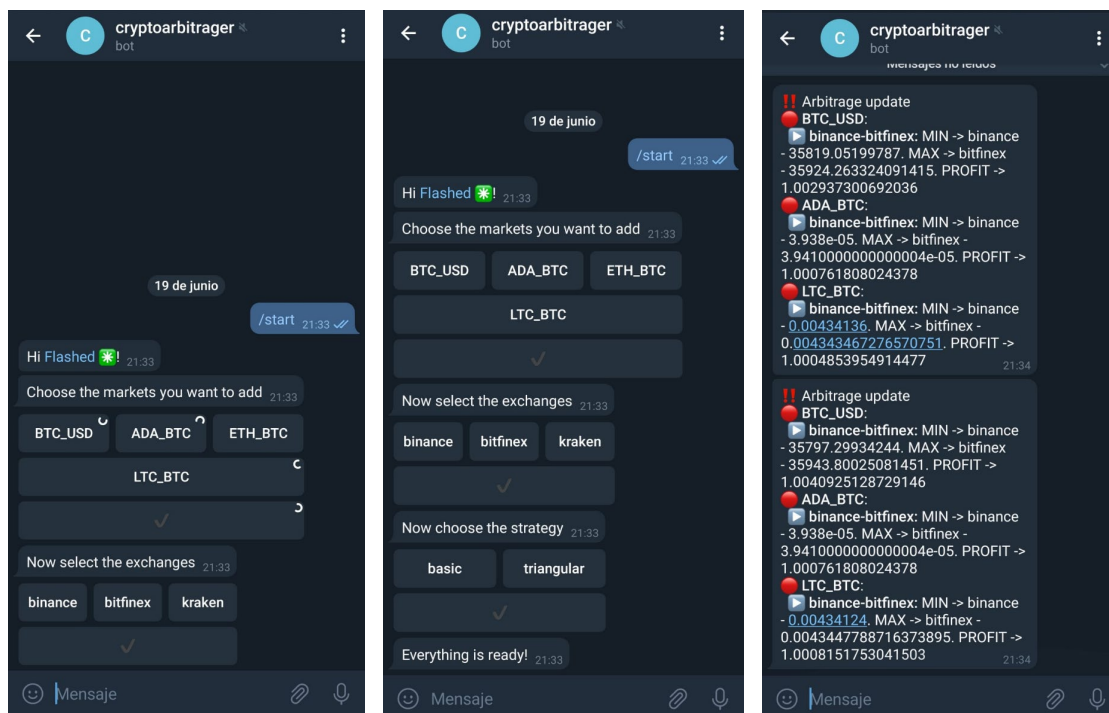 cryptoarbitrager
bot
19 de junio
/start 21:33
Hi Flashed ✳️! 21:33
Choose the markets you want to add 21:33
BTC_USD ADA_BTC ETH_BTC
LTC_BTC
✓
Now select the exchanges 21:33
binance bitfinex kraken
✓
Mensaje
cryptoarbitrager
bot
19 de junio
/start 21:33
Hi Flashed ✳️! 21:33
Choose the markets you want to add 21:33
BTC_USD ADA_BTC ETH_BTC
LTC_BTC
✓
Now select the exchanges 21:33
binance bitfinex kraken
✓
Now choose the strategy 21:33
basic triangular
✓
Everything is ready! 21:33
Mensaje
C cryptoarbitrager
bot
Mensajes no leídos
‼️ Arbitrage update
🔴 BTC_USD:
▶️ binance-bitfinex: MIN -> binance
- 35819.05199787. MAX -> bitfinex
- 35924.263324091415. PROFIT ->
1.002937300692036
🔴 ADA_BTC:
▶️ binance-bitfinex: MIN -> binance
- 3.938e-05. MAX -> bitfinex -
3.9410000000000004e-05. PROFIT ->
1.000761808024378
🔴 LTC_BTC:
▶️ binance-bitfinex: MIN -> binance
- 0.00434136. MAX -> bitfinex -
0.004343467276570751. PROFIT ->
1.0004853954914477
21:34
‼️ Arbitrage update
🔴 BTC_USD:
▶️ binance-bitfinex: MIN -> binance
- 35797.29934244. MAX -> bitfinex
- 35943.80025081451. PROFIT ->
1.0040925128729146
🔴 ADA_BTC:
▶️ binance-bitfinex: MIN -> binance
- 3.938e-05. MAX -> bitfinex -
3.9410000000000004e-05. PROFIT ->
1.000761808024378
🔴 LTC_BTC:
▶️ binance-bitfinex: MIN -> binance
- 0.00434124. MAX -> bitfinex -
0.0043447788716373895. PROFIT ->
1.0008151753041503
21:34
Mensaje